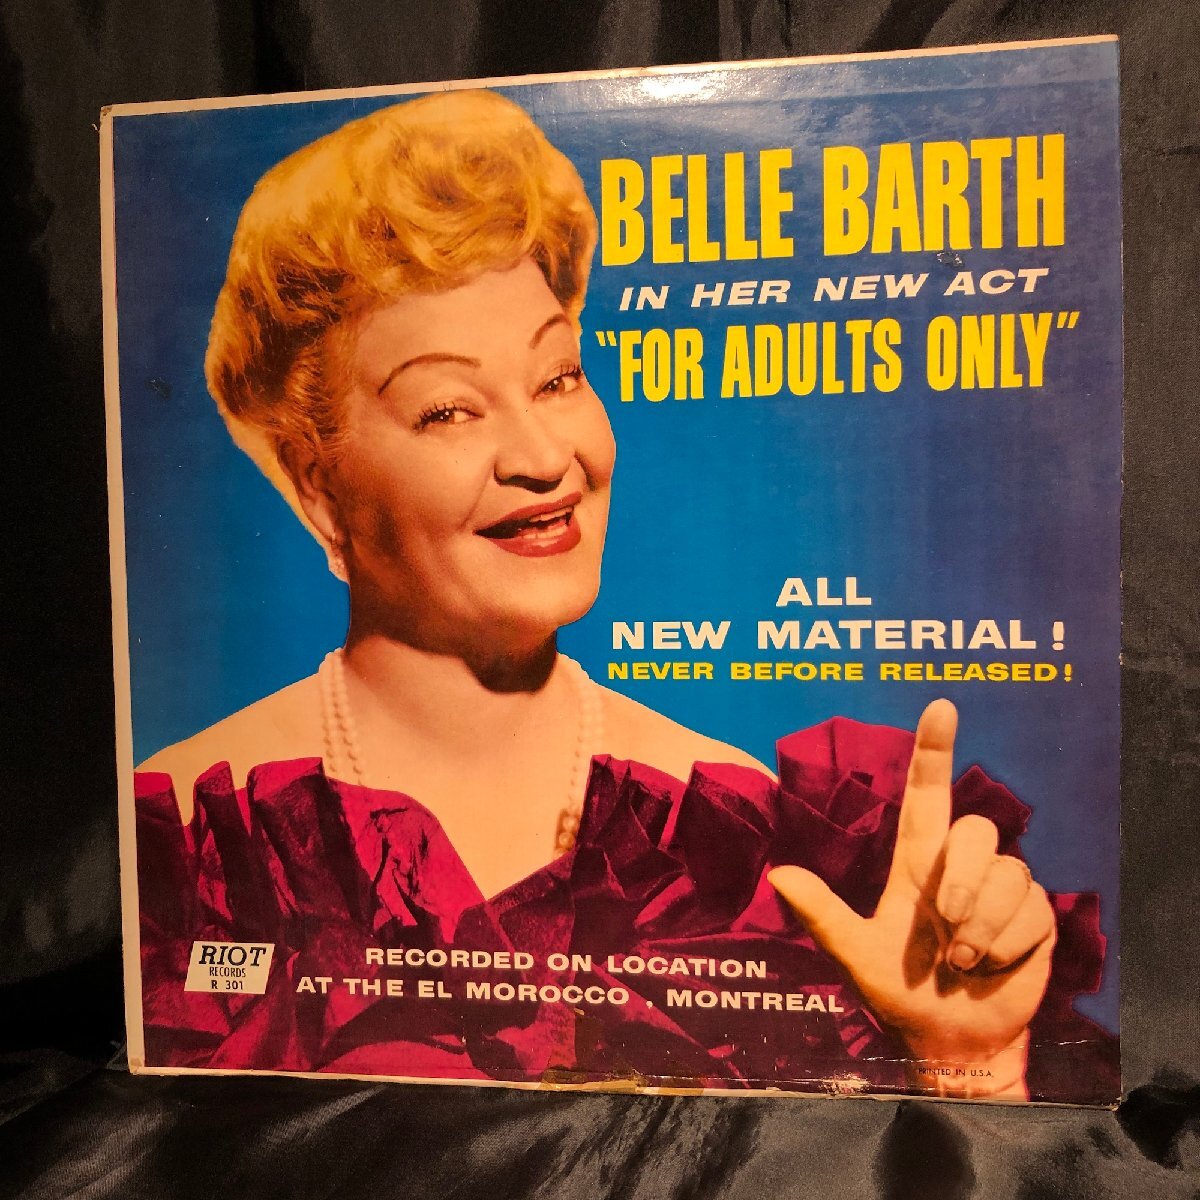 BELLE BARTH
IN HER NEW ACT
"FOR ADULTS ONLY"
ALL
NEW MATERIAL!
NEVER BEFORE RELEASED!
RIOT
RECORDS
R 301
RECORDED ON LOCATION
AT THE EL MOROCCO , MONTREAL
PRINTED IN U.S.A.